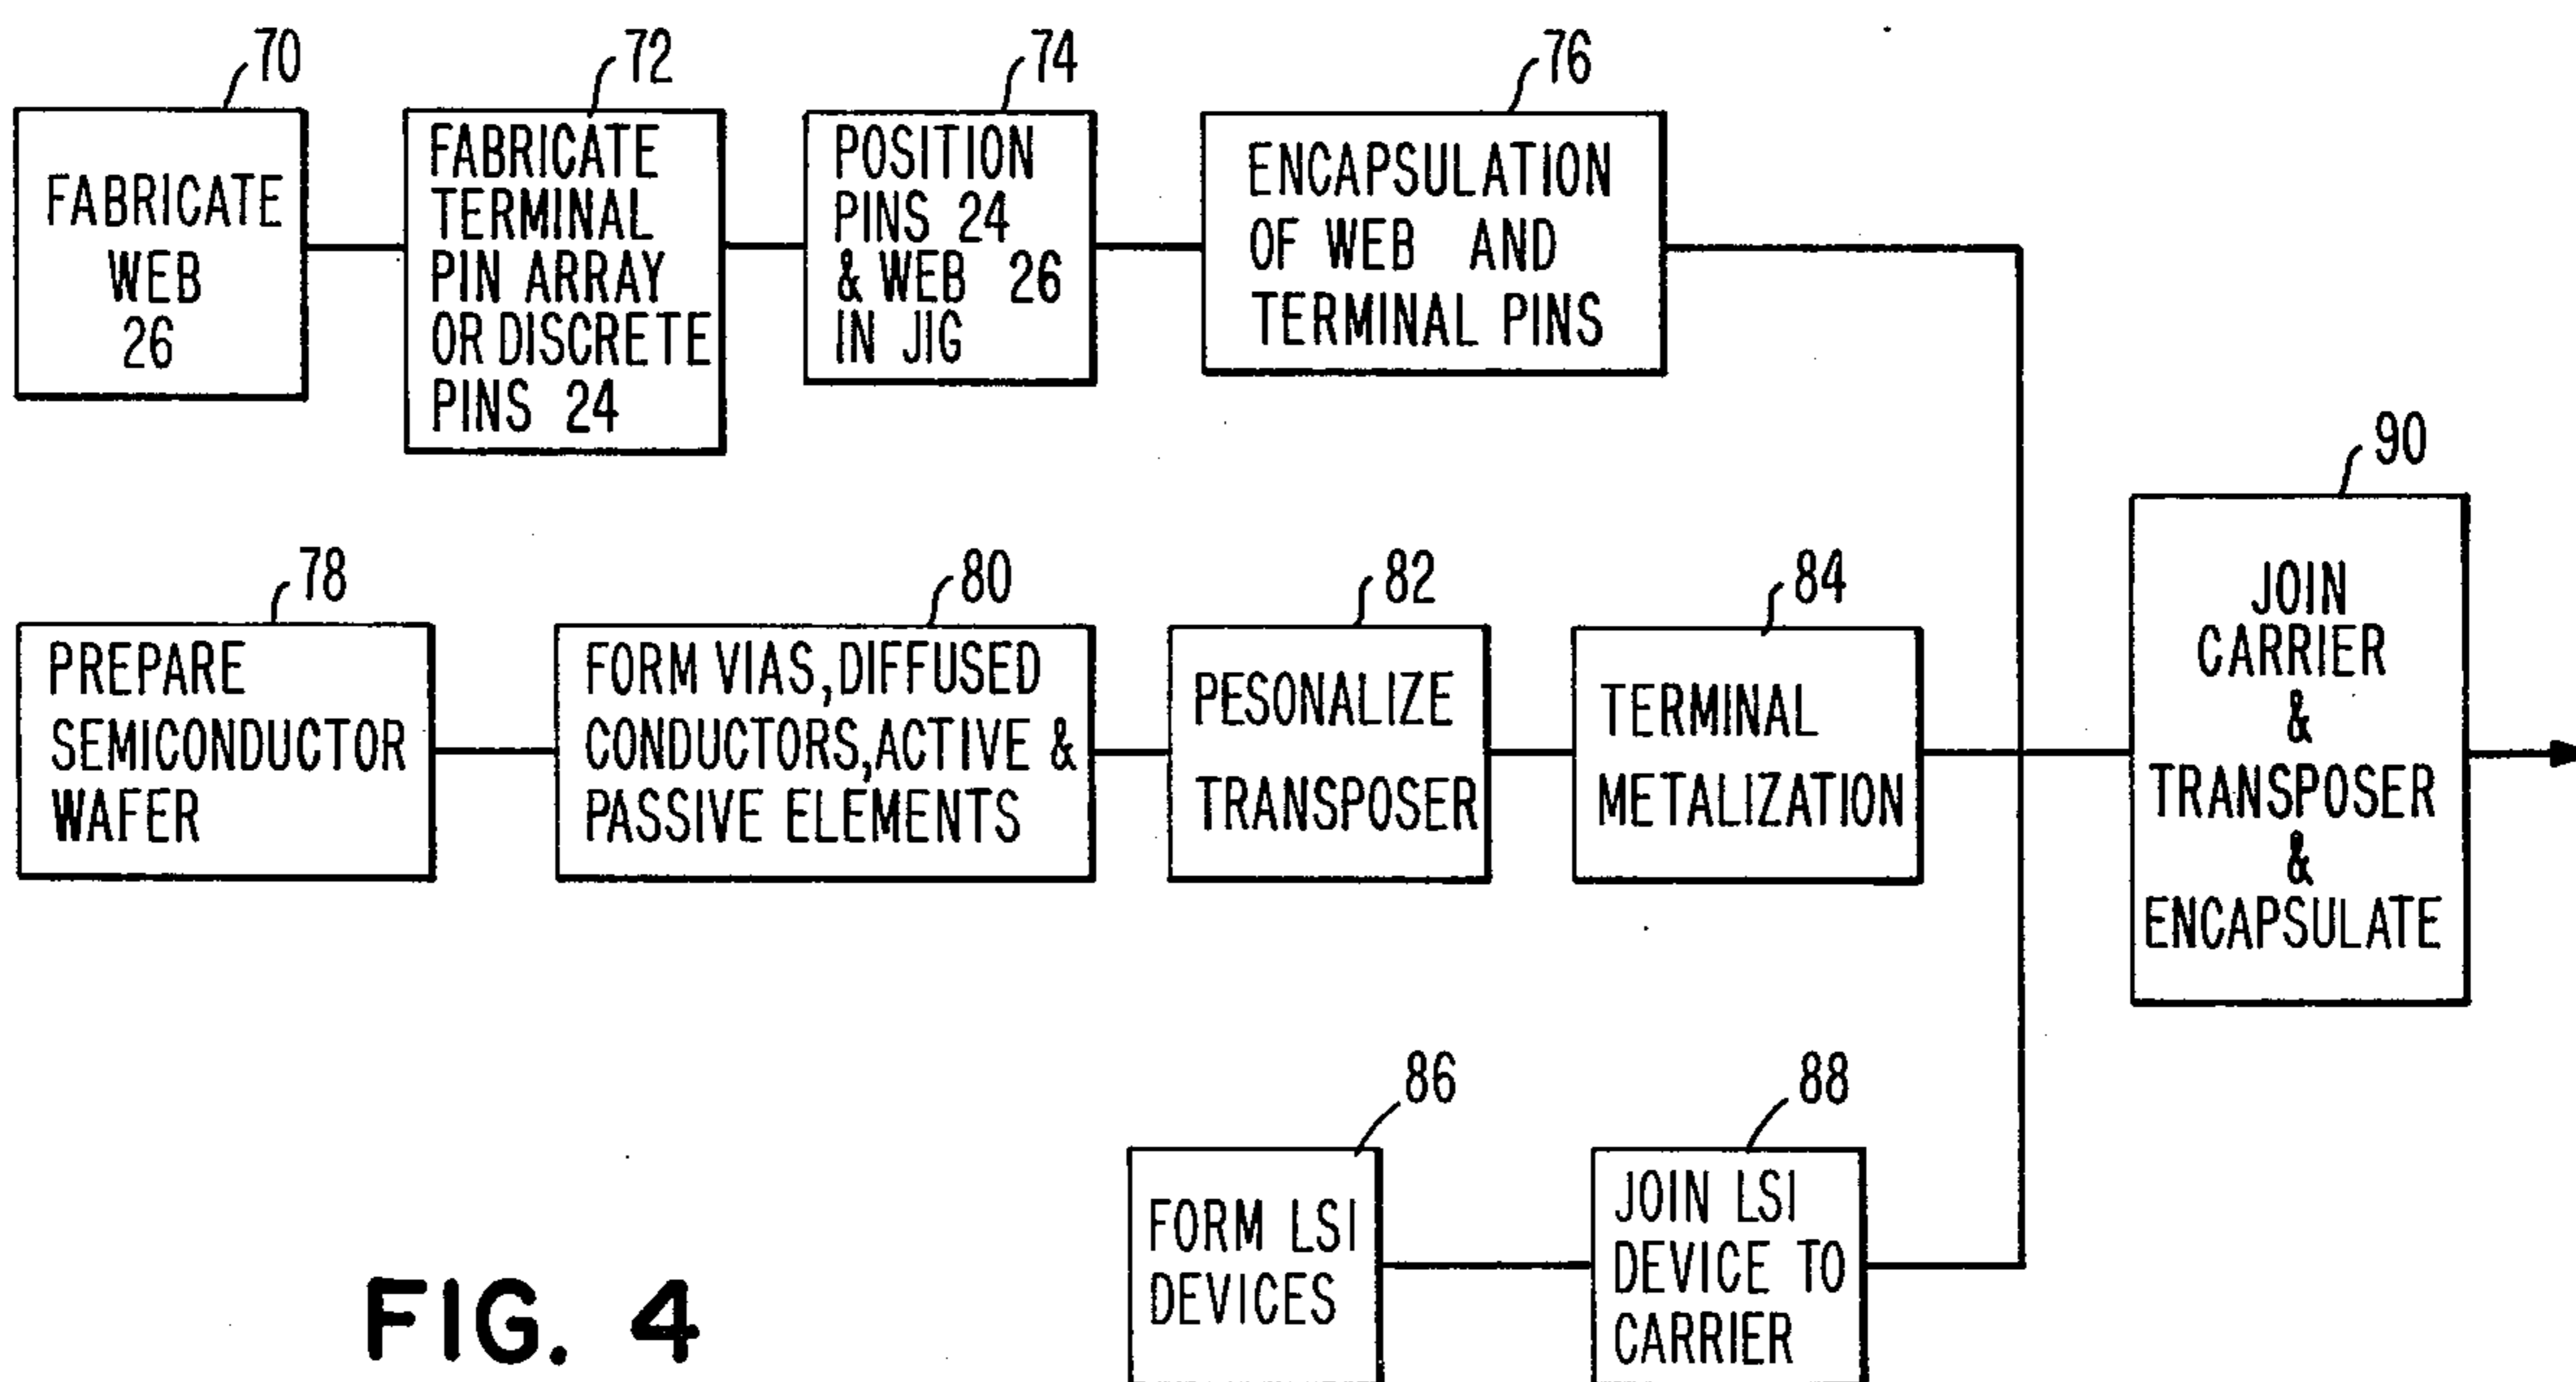 70
FABRICATE
WEB
26
72
FABRICATE
TERMINAL
PIN ARRAY
OR DISCRETE
PINS 24
74
POSITION
PINS 24
& WEB 26
IN JIG
76
ENCAPSULATION
OF WEB AND
TERMINAL PINS
78
PREPARE
SEMICONDUCTOR
WAFER
80
FORM VIAS, DIFFUSED
CONDUCTORS, ACTIVE &
PASSIVE ELEMENTS
82
PESONALIZE
TRANSPOSER
84
TERMINAL
METALIZATION
86
FORM LSI
DEVICES
88
JOIN LSI
DEVICE TO
CARRIER
90
JOIN
CARRIER
&
TRANSPOSER
&
ENCAPSULATE
FIG. 4